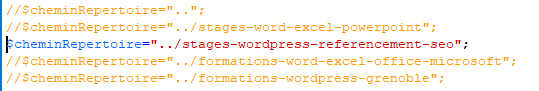 //$cheminRepertoire="..";
//$cheminRepertoire="../stages-word-excel-powerpoint";
$cheminRepertoire="../stages-wordpress-referencement-seo";
//$cheminRepertoire="../formations-word-excel-office-microsoft";
//$cheminRepertoire="../formations-wordpress-grenoble";